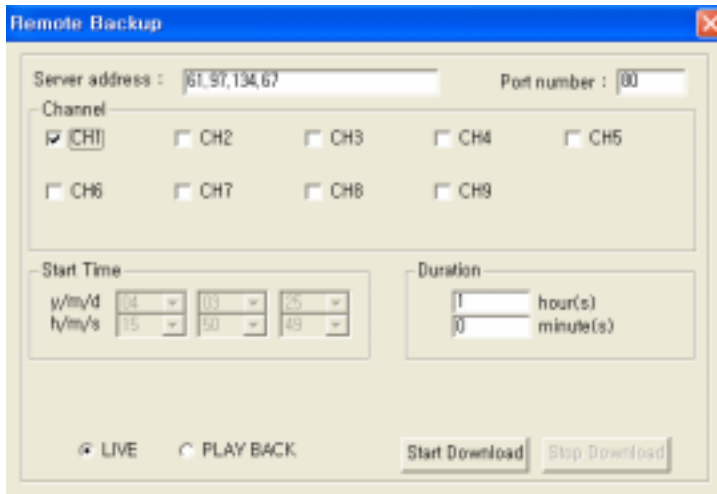 Remote Backup
Server address : 61,97,134,67 Port number : 80
Channel
CH1 CH2 CH3 CH4 CH5
CH6 CH7 CH8 CH9
Start Time Duration
y/m/d 04 03 25 1 hour(s)
h/m/s 15 50 49 0 minute(s)
LIVE PLAY BACK Start Download Stop Download